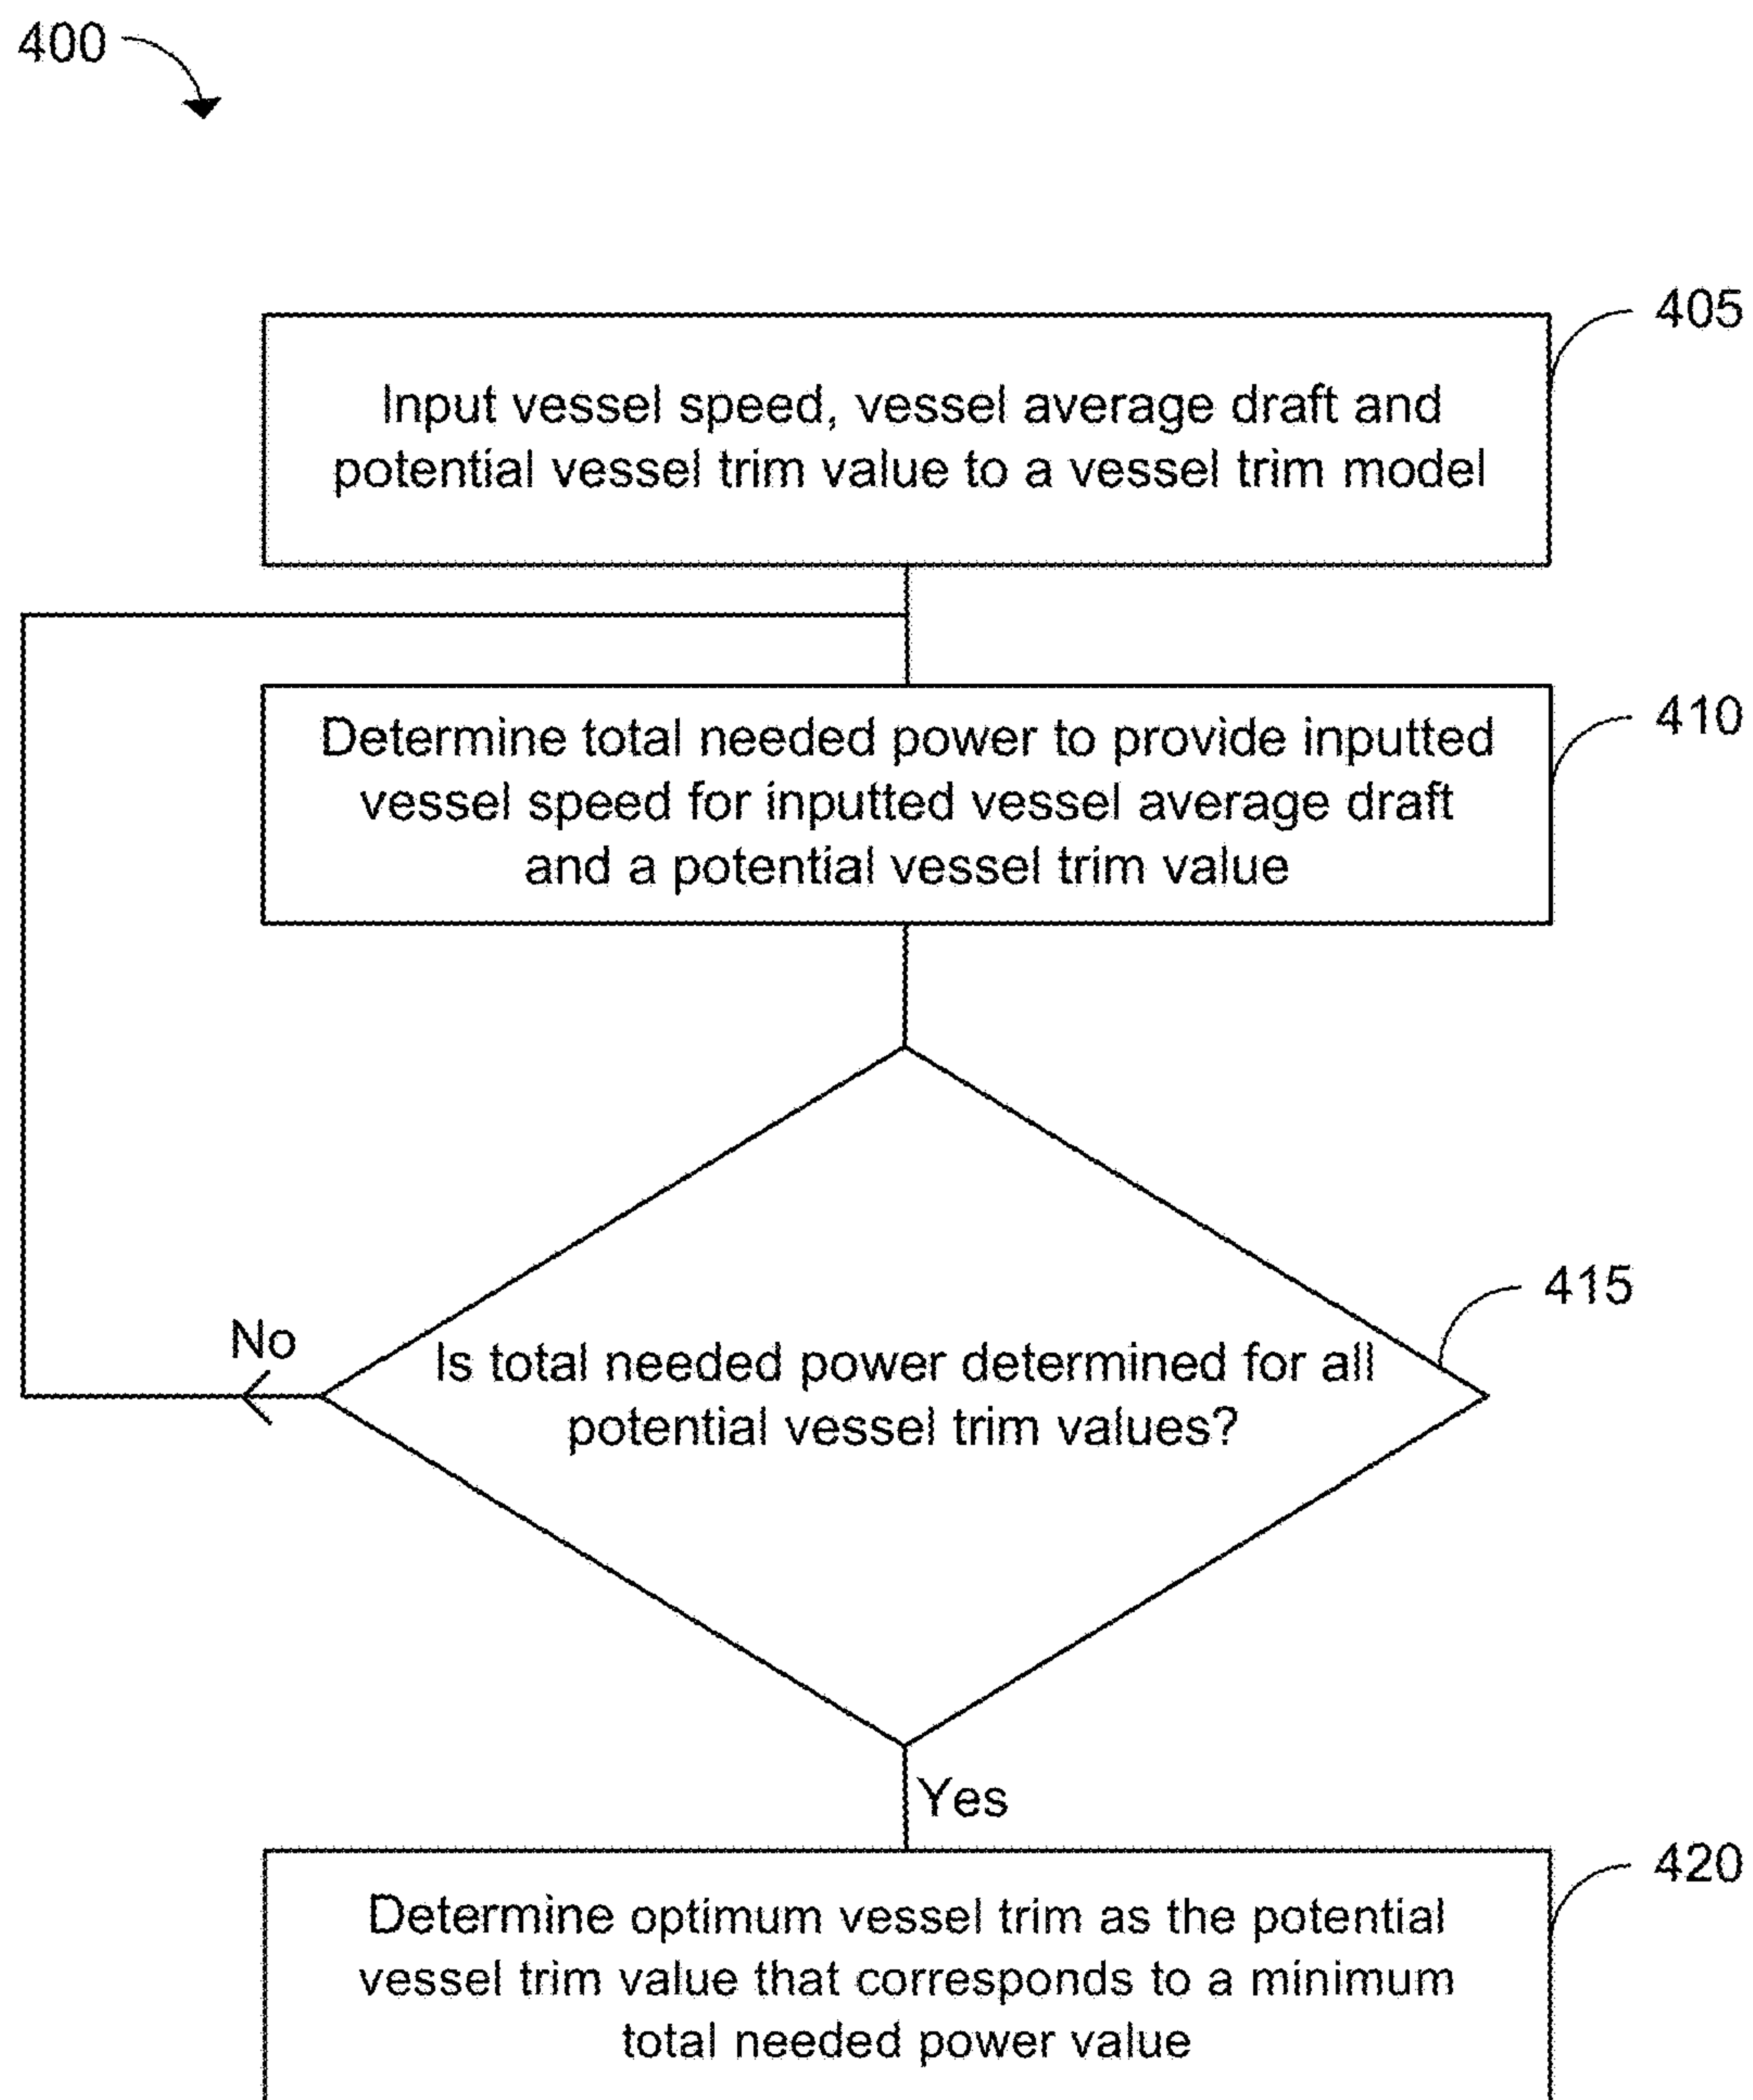 400
405
Input vessel speed, vessel average draft and
potential vessel trim value to a vessel trim model
410
Determine total needed power to provide inputted
vessel speed for inputted vessel average draft
and a potential vessel trim value
415
No
Is total needed power determined for all
potential vessel trim values?
Yes
420
Determine optimum vessel trim as the potential
vessel trim value that corresponds to a minimum
total needed power value